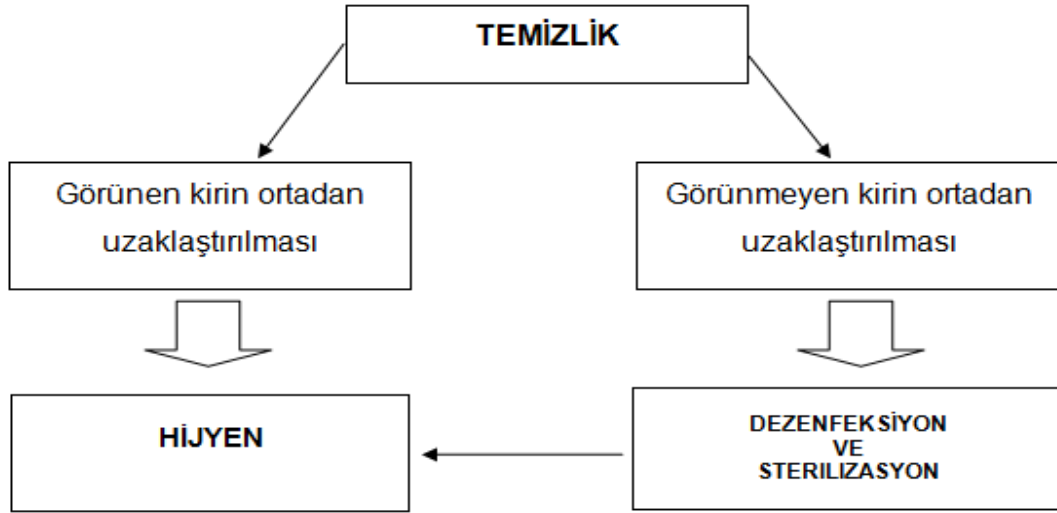 TEMİZLİK
Görünen kirin ortadan
uzaklaştırılması
Görünmeyen kirin ortadan
uzaklaştırılması
HİJYEN
DEZENFEKSİYON
VE
STERILIZASYON